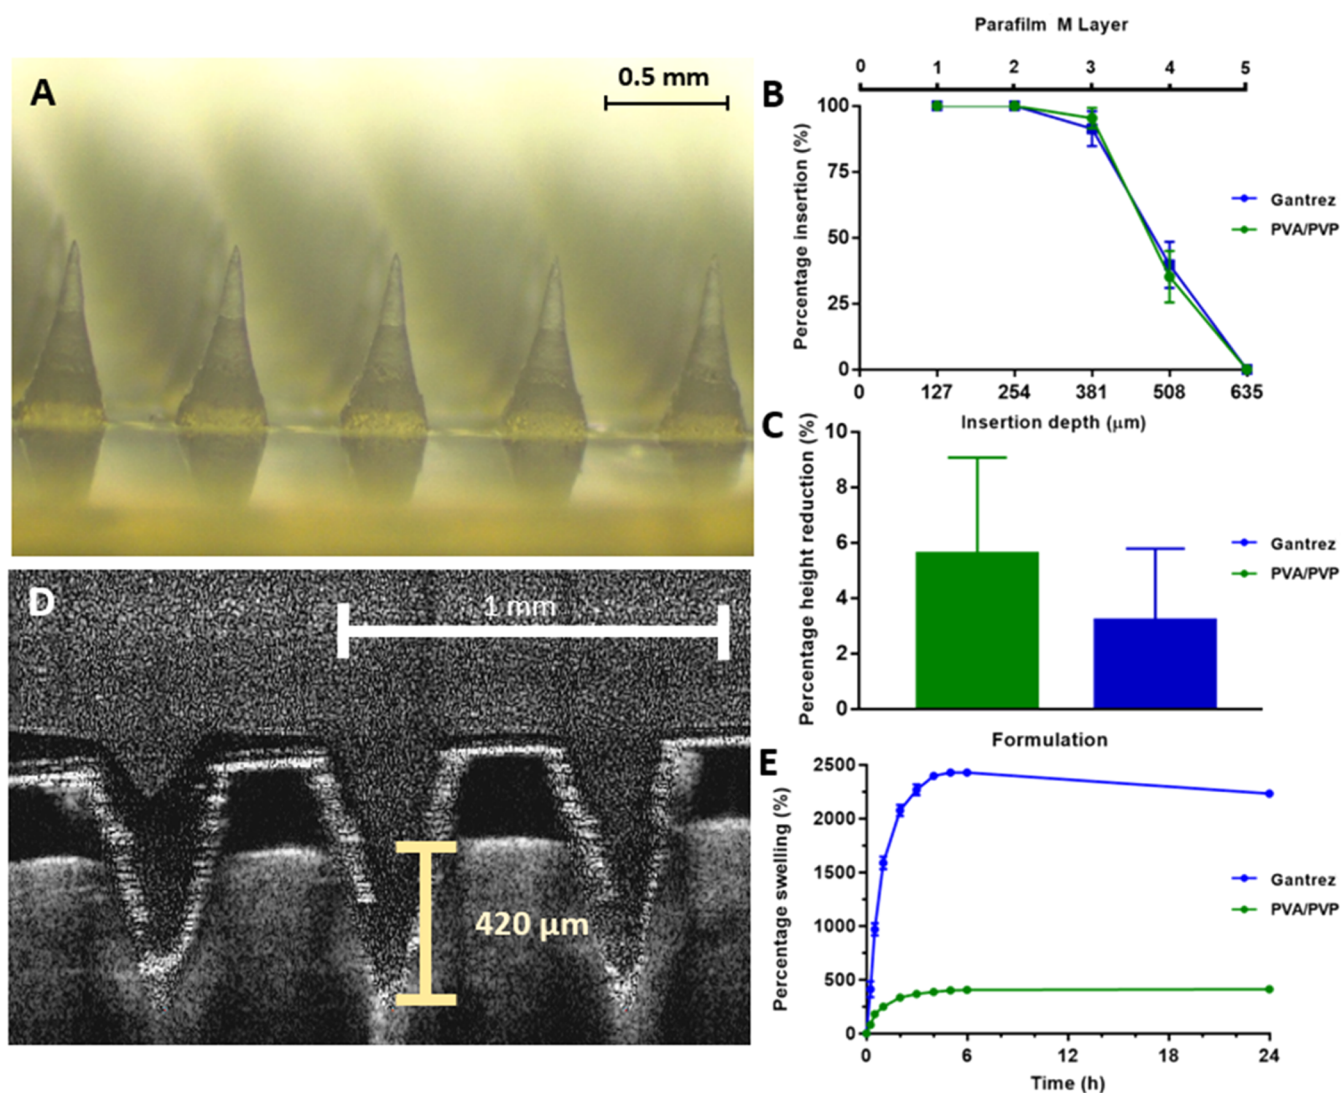 A
0.5 mm
Parafilm M Layer
0 1 2 3 4 5
B
Percentage insertion (%)
100
75
50
25
0
0 127 254 381 508 635
Insertion depth (μm)
Gantrez
PVA/PVP
C
Percentage height reduction (%)
10
8
6
4
2
0
Formulation
Gantrez
PVA/PVP
D
1 mm
420 μm
E
Percentage swelling (%)
2500
2000
1500
1000
500
0
0 6 12 18 24
Time (h)
Gantrez
PVA/PVP